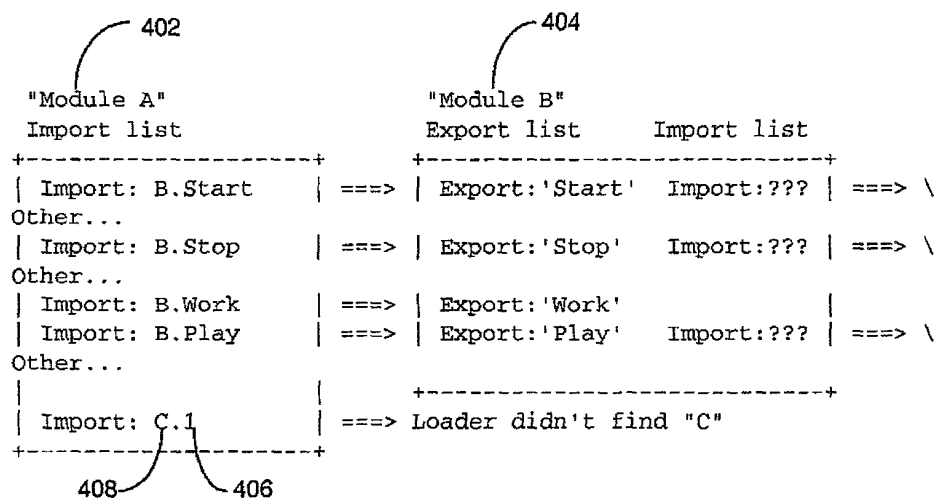 402 404
"Module A" "Module B"
Import list Export list Import list
+--------------------+ +----------------------------+
| Import: B.Start | ===> | Export:'Start' Import:??? | ===> \
Other...
| Import: B.Stop | ===> | Export:'Stop' Import:??? | ===> \
Other...
| Import: B.Work | ===> | Export:'Work' |
| Import: B.Play | ===> | Export:'Play' Import:??? | ===> \
Other...
| | +----------------------------+
| Import: C.1 | ===> Loader didn't find "C"
+--------------------+
408 406